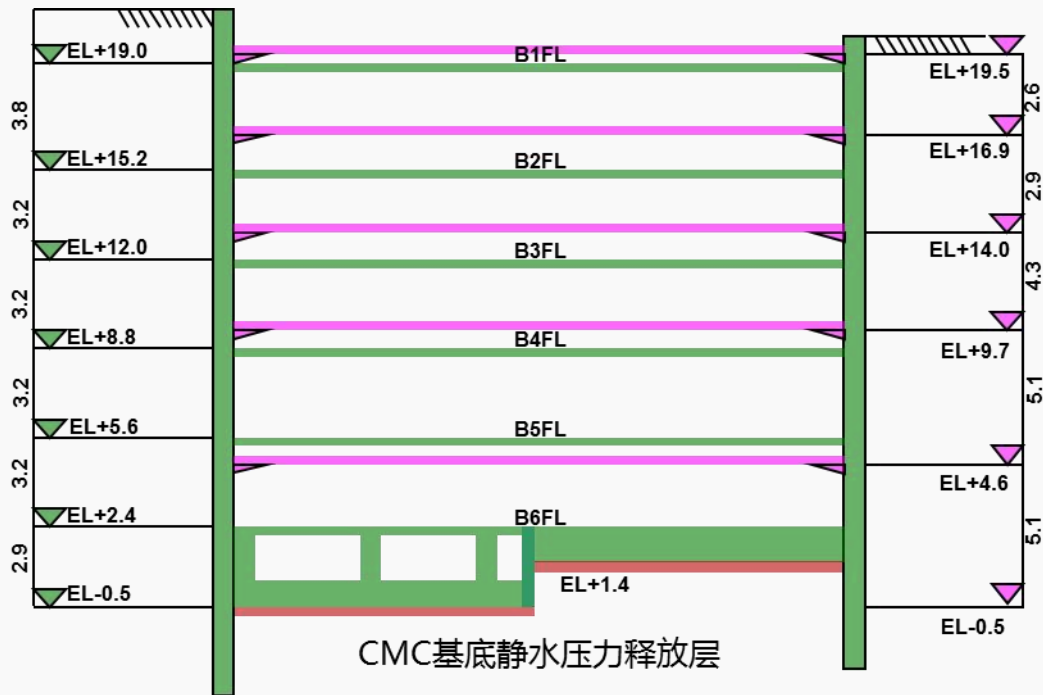 EL+19.0
3.8
EL+15.2
3.2
EL+12.0
3.2
EL+8.8
3.2
EL+5.6
3.2
EL+2.4
2.9
EL-0.5
B1FL
B2FL
B3FL
B4FL
B5FL
B6FL
EL+1.4
EL+19.5
2.6
EL+16.9
2.9
EL+14.0
4.3
EL+9.7
5.1
EL+4.6
5.1
EL-0.5
CMC基底静水压力释放层